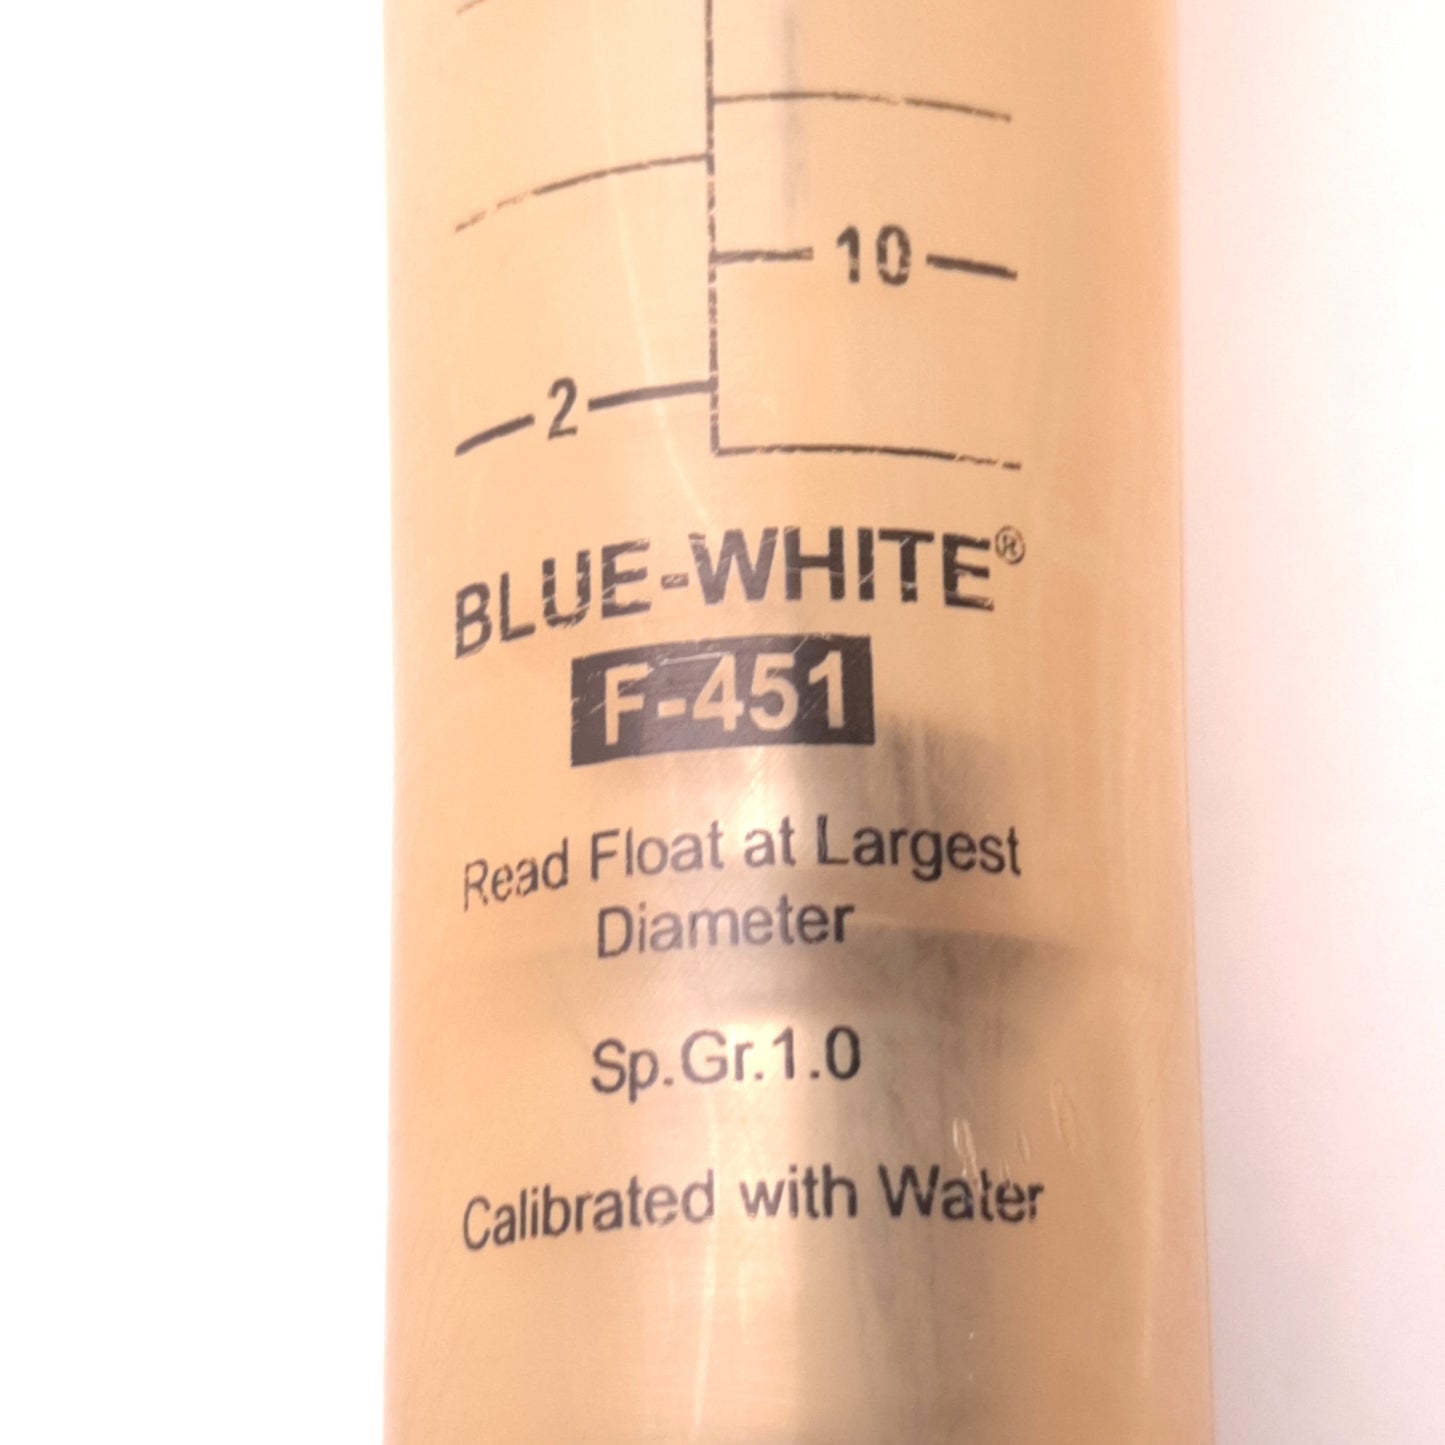 10
2
BLUE-WHITE®
F-451
Read Float at Largest
Diameter
Sp.Gr.1.0
Calibrated with Water